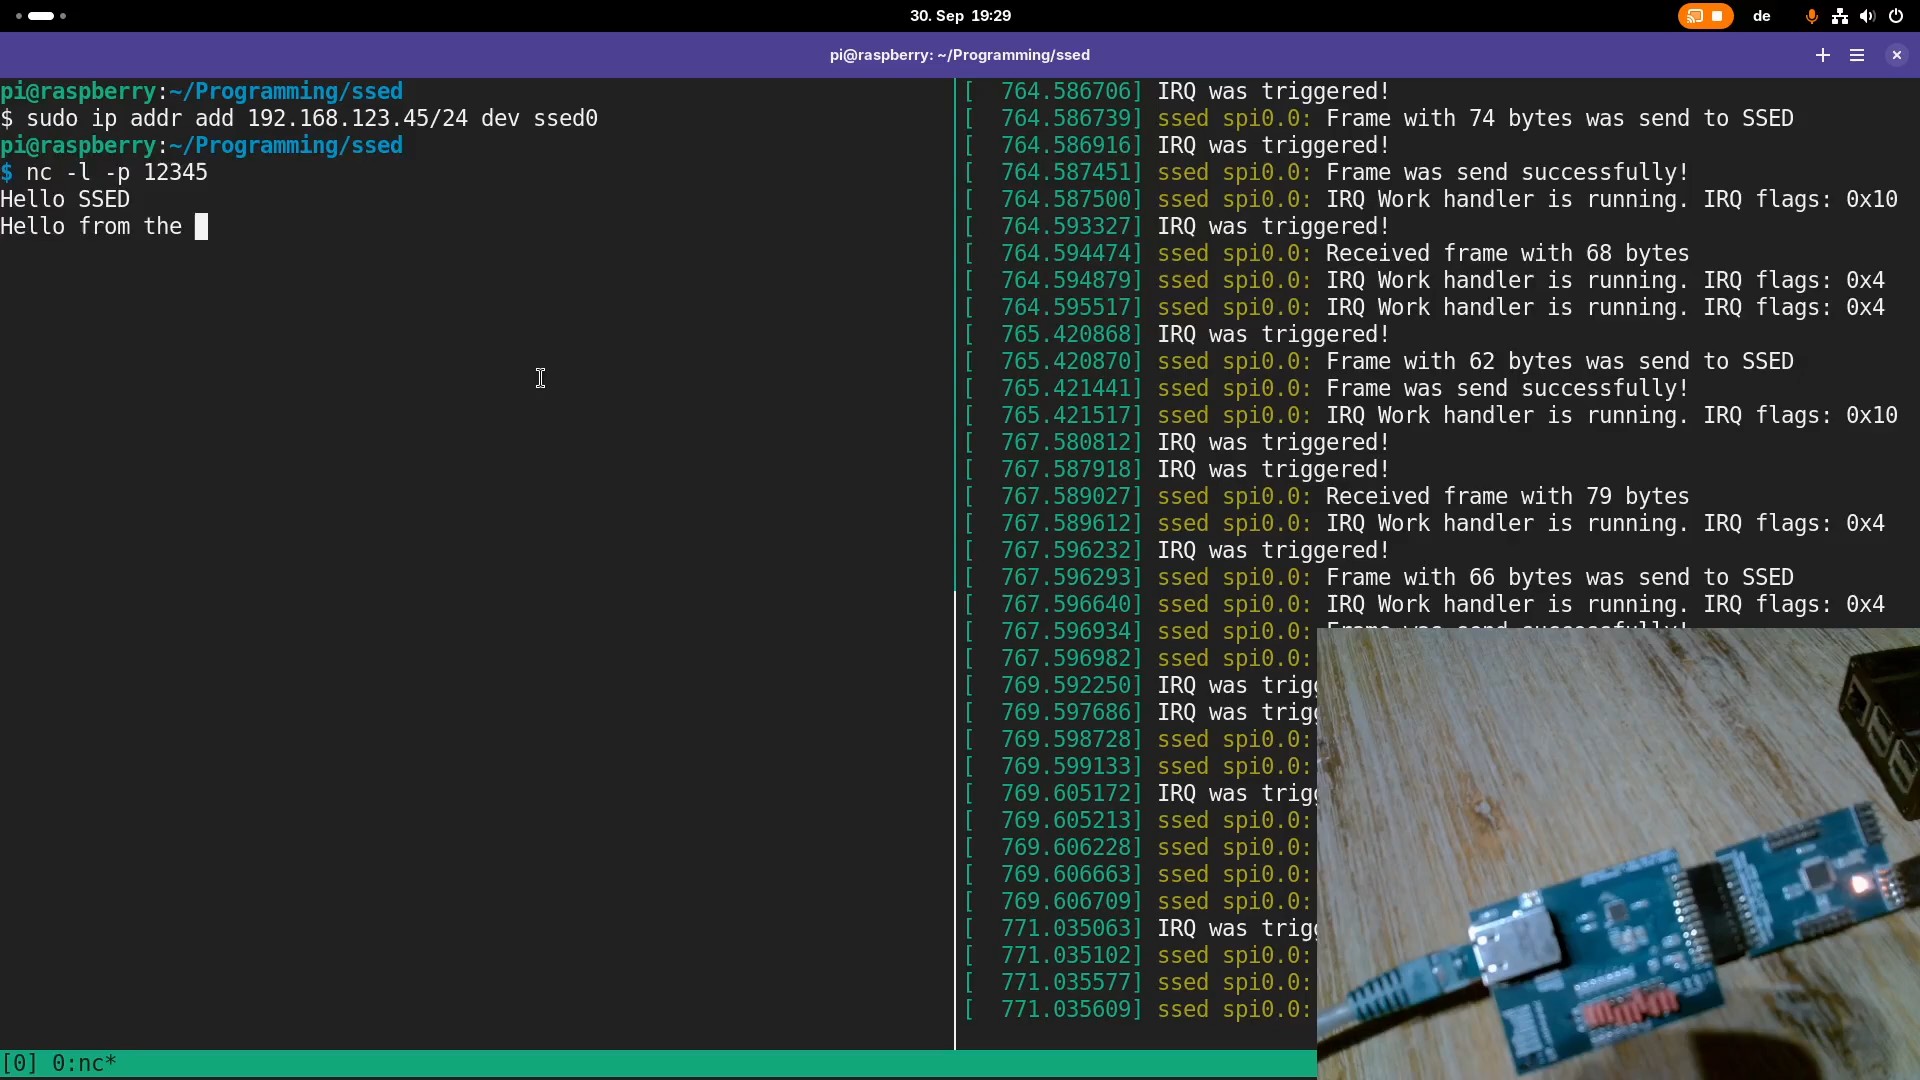 30. Sep 19:29
de
pi@raspberry: ~/Programming/ssed
pi@raspberry:~/Programming/ssed
$ sudo ip addr add 192.168.123.45/24 dev ssed0
pi@raspberry:~/Programming/ssed
$ nc -l -p 12345
Hello SSED
Hello from the
[ 764.586706] IRQ was triggered!
[ 764.586739] ssed spi0.0: Frame with 74 bytes was send to SSED
[ 764.586916] IRQ was triggered!
[ 764.587451] ssed spi0.0: Frame was send successfully!
[ 764.587500] ssed spi0.0: IRQ Work handler is running. IRQ flags: 0x10
[ 764.593327] IRQ was triggered!
[ 764.594474] ssed spi0.0: Received frame with 68 bytes
[ 764.594879] ssed spi0.0: IRQ Work handler is running. IRQ flags: 0x4
[ 764.595517] ssed spi0.0: IRQ Work handler is running. IRQ flags: 0x4
[ 765.420868] IRQ was triggered!
[ 765.420870] ssed spi0.0: Frame with 62 bytes was send to SSED
[ 765.421441] ssed spi0.0: Frame was send successfully!
[ 765.421517] ssed spi0.0: IRQ Work handler is running. IRQ flags: 0x10
[ 767.580812] IRQ was triggered!
[ 767.587918] IRQ was triggered!
[ 767.589027] ssed spi0.0: Received frame with 79 bytes
[ 767.589612] ssed spi0.0: IRQ Work handler is running. IRQ flags: 0x4
[ 767.596232] IRQ was triggered!
[ 767.596293] ssed spi0.0: Frame with 66 bytes was send to SSED
[ 767.596640] ssed spi0.0: IRQ Work handler is running. IRQ flags: 0x4
[ 767.596934] ssed spi0.0: Frame was send successfully!
[ 767.596982] ssed spi0.0:
[ 769.592250] IRQ was trigg
[ 769.597686] IRQ was trigg
[ 769.598728] ssed spi0.0:
[ 769.599133] ssed spi0.0:
[ 769.605172] IRQ was trigg
[ 769.605213] ssed spi0.0:
[ 769.606228] ssed spi0.0:
[ 769.606663] ssed spi0.0:
[ 769.606709] ssed spi0.0:
[ 771.035063] IRQ was trigg
[ 771.035102] ssed spi0.0:
[ 771.035577] ssed spi0.0:
[ 771.035609] ssed spi0.0:
[0] 0:nc*